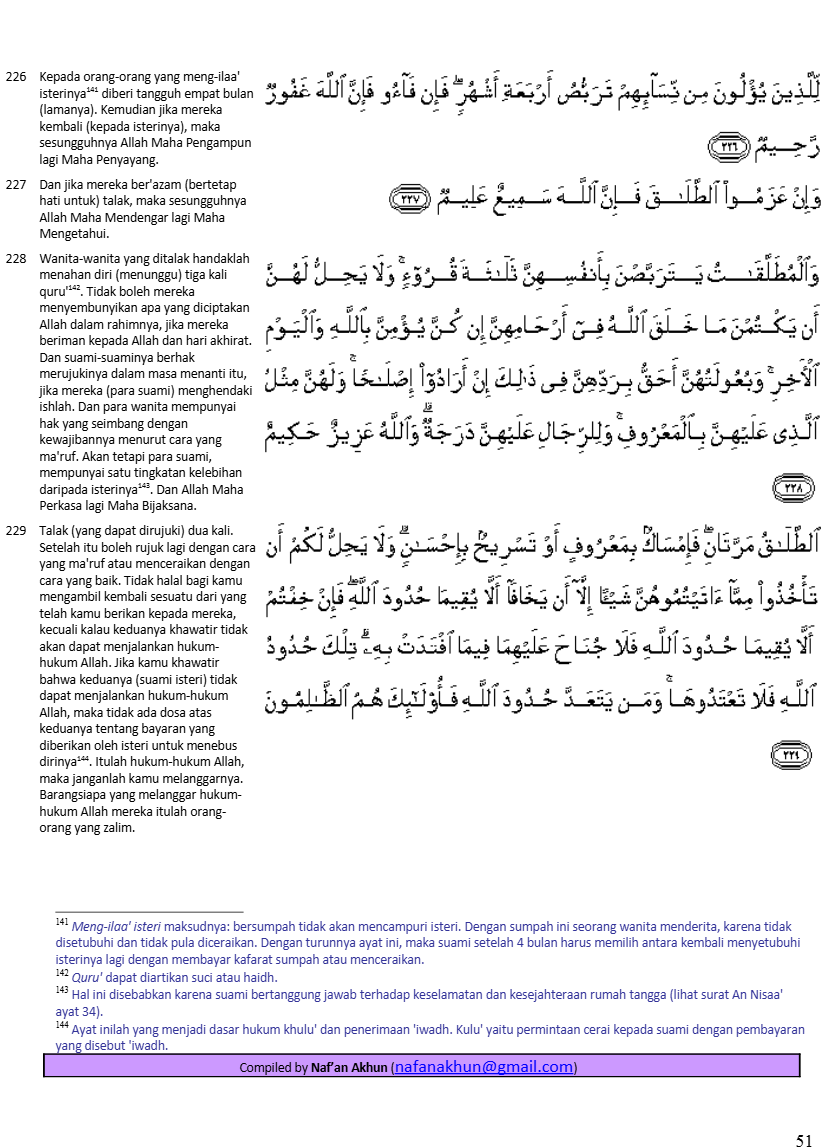 226 Kepada orang-orang yang meng-ilaa'
isterinya¹⁴¹ diberi tangguh empat bulan
(lamanya). Kemudian jika mereka
kembali (kepada isterinya), maka
sesungguhnya Allah Maha Pengampun
lagi Maha Penyayang.
لِّلَّذِينَ يُؤْلُونَ مِن نِّسَآئِهِمْ تَرَبُّصُ أَرْبَعَةِ أَشْهُرٍ ۖ فَإِن فَآءُو فَإِنَّ ٱللَّهَ غَفُورٌ
رَّحِيمٌ ٢٢٦
227 Dan jika mereka ber'azam (bertetap
hati untuk) talak, maka sesungguhnya
Allah Maha Mendengar lagi Maha
Mengetahui.
وَإِنْ عَزَمُوا۟ ٱلطَّلَـٰقَ فَإِنَّ ٱللَّهَ سَمِيعٌ عَلِيمٌ ٢٢٧
228 Wanita-wanita yang ditalak handaklah
menahan diri (menunggu) tiga kali
quru'¹⁴². Tidak boleh mereka
menyembunyikan apa yang diciptakan
Allah dalam rahimnya, jika mereka
beriman kepada Allah dan hari akhirat.
Dan suami-suaminya berhak
merujukinya dalam masa menanti itu,
jika mereka (para suami) menghendaki
ishlah. Dan para wanita mempunyai
hak yang seimbang dengan
kewajibannya menurut cara yang
ma'ruf. Akan tetapi para suami,
mempunyai satu tingkatan kelebihan
daripada isterinya¹⁴³. Dan Allah Maha
Perkasa lagi Maha Bijaksana.
وَٱلْمُطَلَّقَـٰتُ يَتَرَبَّصْنَ بِأَنفُسِهِنَّ ثَلَـٰثَةَ قُرُوٓءٍ ۚ وَلَا يَحِلُّ لَهُنَّ
أَن يَكْتُمْنَ مَا خَلَقَ ٱللَّهُ فِىٓ أَرْحَامِهِنَّ إِن كُنَّ يُؤْمِنَّ بِٱللَّهِ وَٱلْيَوْمِ
ٱلْأَخِرِ ۚ وَبُعُولَتُهُنَّ أَحَقُّ بِرَدِّهِنَّ فِى ذَٰلِكَ إِنْ أَرَادُوٓا۟ إِصْلَـٰحًا ۚ وَلَهُنَّ مِثْلُ
ٱلَّذِى عَلَيْهِنَّ بِٱلْمَعْرُوفِ ۚ وَلِلرِّجَالِ عَلَيْهِنَّ دَرَجَةٌ ۗ وَٱللَّهُ عَزِيزٌ حَكِيمٌ
٢٢٨
229 Talak (yang dapat dirujuki) dua kali.
Setelah itu boleh rujuk lagi dengan cara
yang ma'ruf atau menceraikan dengan
cara yang baik. Tidak halal bagi kamu
mengambil kembali sesuatu dari yang
telah kamu berikan kepada mereka,
kecuali kalau keduanya khawatir tidak
akan dapat menjalankan hukum-
hukum Allah. Jika kamu khawatir
bahwa keduanya (suami isteri) tidak
dapat menjalankan hukum-hukum
Allah, maka tidak ada dosa atas
keduanya tentang bayaran yang
diberikan oleh isteri untuk menebus
dirinya¹⁴⁴. Itulah hukum-hukum Allah,
maka janganlah kamu melanggarnya.
Barangsiapa yang melanggar hukum-
hukum Allah mereka itulah orang-
orang yang zalim.
ٱلطَّلَـٰقُ مَرَّتَانِ ۖ فَإِمْسَاكٌۢ بِمَعْرُوفٍ أَوْ تَسْرِيحٌۢ بِإِحْسَـٰنٍ ۗ وَلَا يَحِلُّ لَكُمْ أَن
تَأْخُذُوا۟ مِمَّآ ءَاتَيْتُمُوهُنَّ شَيْـًٔا إِلَّآ أَن يَخَافَآ أَلَّا يُقِيمَا حُدُودَ ٱللَّهِ ۖ فَإِنْ خِفْتُمْ
أَلَّا يُقِيمَا حُدُودَ ٱللَّهِ فَلَا جُنَاحَ عَلَيْهِمَا فِيمَا ٱفْتَدَتْ بِهِۦ ۗ تِلْكَ حُدُودُ
ٱللَّهِ فَلَا تَعْتَدُوهَا ۚ وَمَن يَتَعَدَّ حُدُودَ ٱللَّهِ فَأُو۟لَـٰٓئِكَ هُمُ ٱلظَّـٰلِمُونَ
٢٢٩
¹⁴¹ Meng-ilaa' isteri maksudnya: bersumpah tidak akan mencampuri isteri. Dengan sumpah ini seorang wanita menderita, karena tidak
disetubuhi dan tidak pula diceraikan. Dengan turunnya ayat ini, maka suami setelah 4 bulan harus memilih antara kembali menyetubuhi
isterinya lagi dengan membayar kafarat sumpah atau menceraikan.
¹⁴² Quru' dapat diartikan suci atau haidh.
¹⁴³ Hal ini disebabkan karena suami bertanggung jawab terhadap keselamatan dan kesejahteraan rumah tangga (lihat surat An Nisaa'
ayat 34).
¹⁴⁴ Ayat inilah yang menjadi dasar hukum khulu' dan penerimaan 'iwadh. Kulu' yaitu permintaan cerai kepada suami dengan pembayaran
yang disebut 'iwadh.
Compiled by Naf'an Akhun (nafanakhun@gmail.com)
51